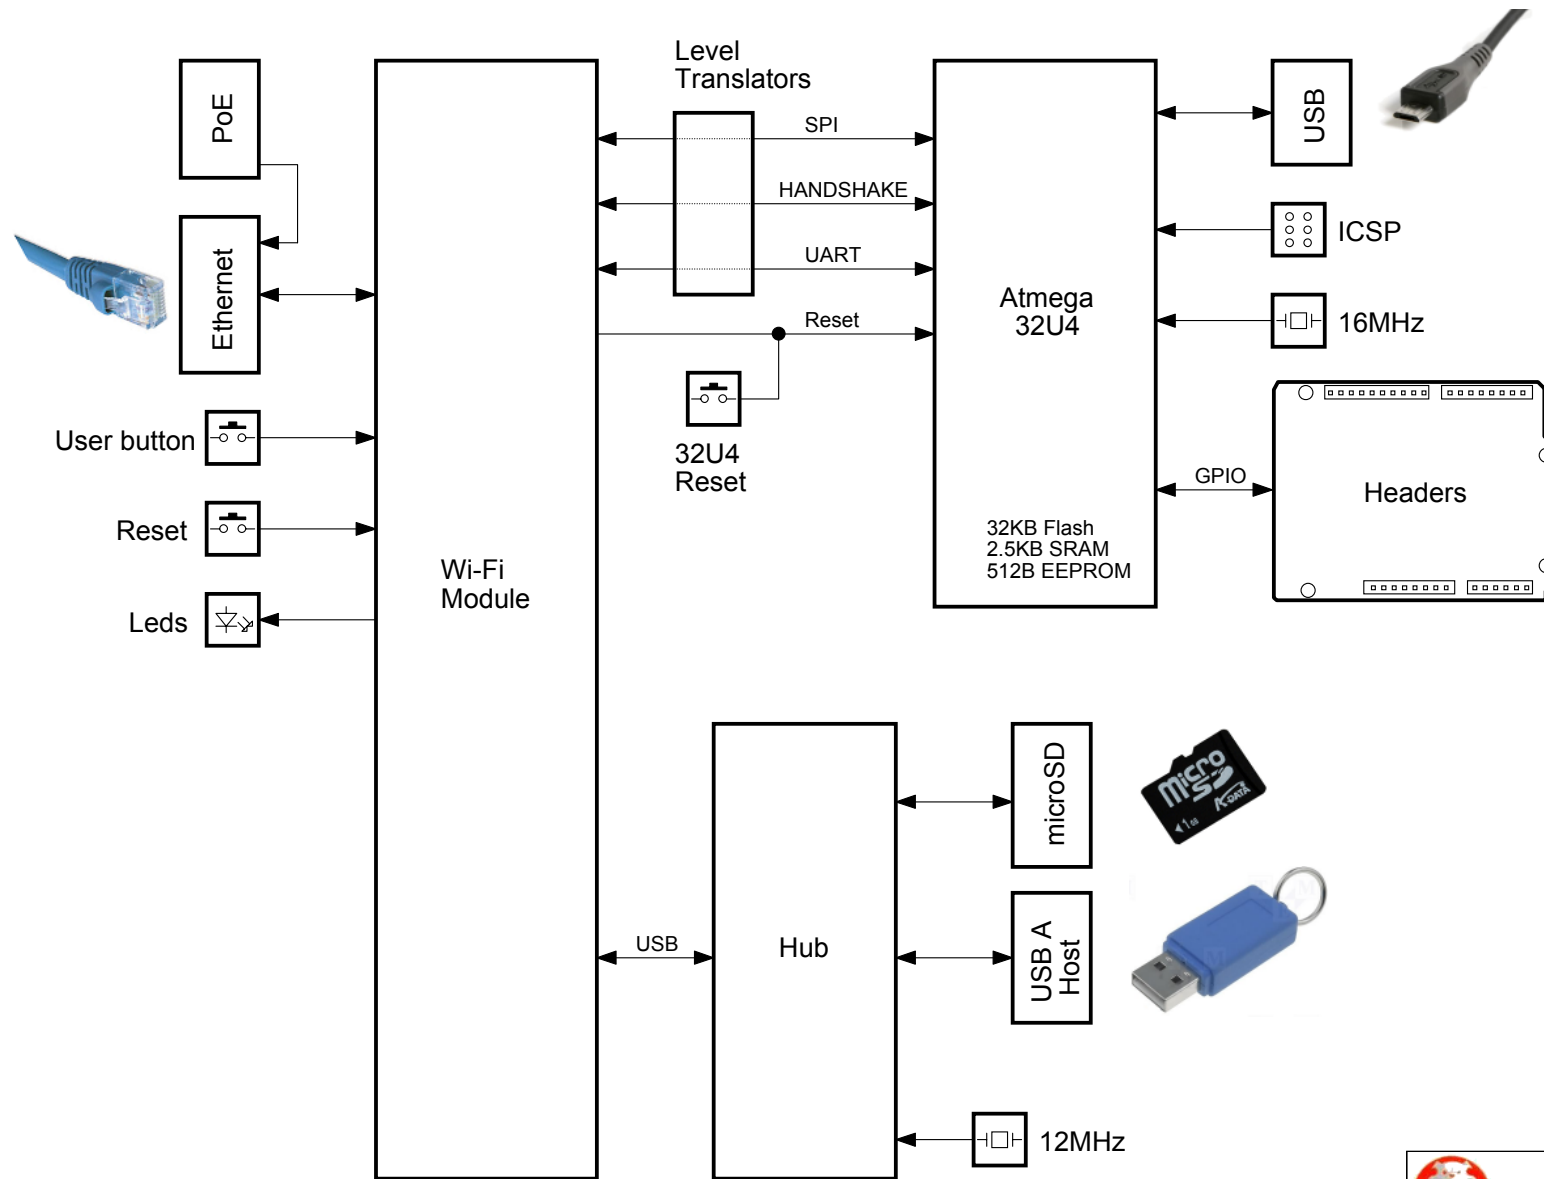 Level
Translators
PoE
SPI
USB
HANDSHAKE
ICSP
UART
Ethernet
Atmega
32U4
Reset
16MHz
User button
32U4
Reset
GPIO
Headers
Reset
32KB Flash
2.5KB SRAM
512B EEPROM
Wi-Fi
Module
Leds
microSD
micro
SD
A-DATA
1GB
USB
Hub
USB A
Host
12MHz